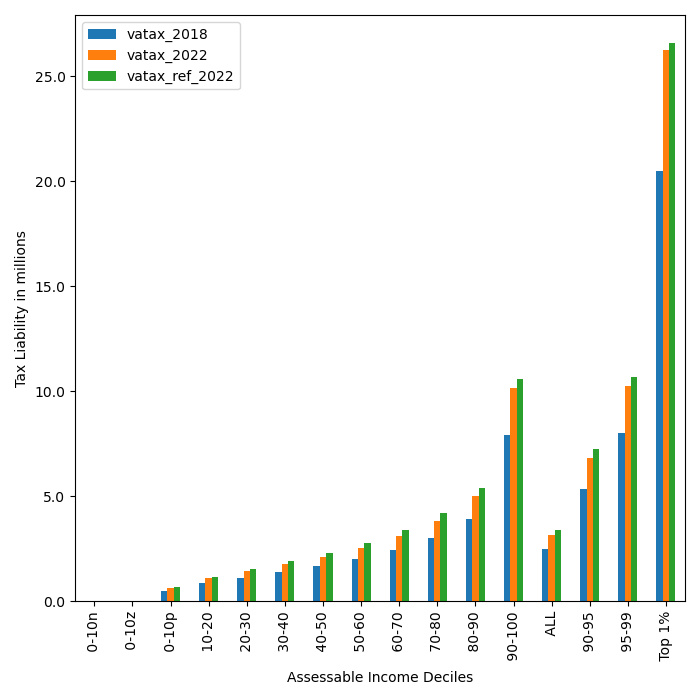 vatax_2018
vatax_2022
vatax_ref_2022
Tax Liability in millions
25.0
20.0
15.0
10.0
5.0
0.0
0-10n
0-10z
0-10p
10-20
20-30
30-40
40-50
50-60
60-70
70-80
80-90
90-100
ALL
90-95
95-99
Top 1%
Assessable Income Deciles